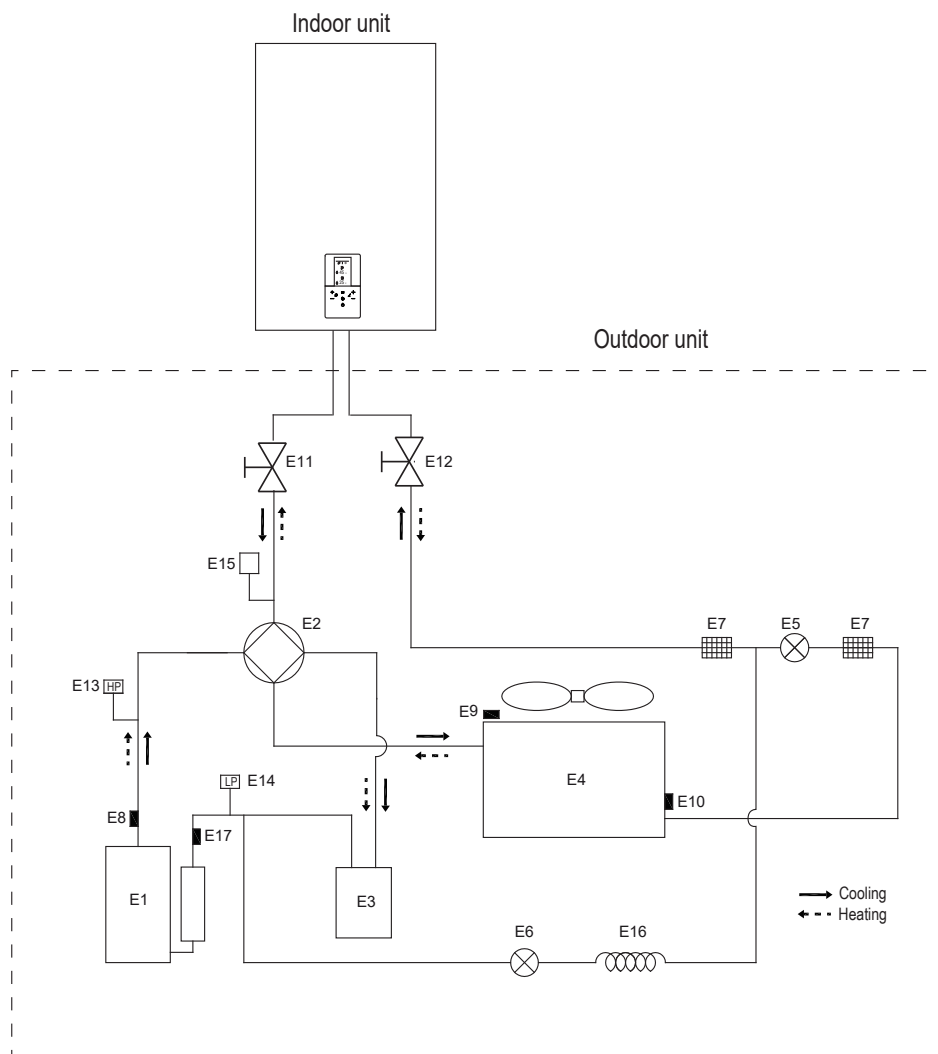 Indoor unit
Outdoor unit
E11
E12
E15
E2
E7
E5
E7
E13
HP
E9
LP
E14
E4
E10
E8
E17
E1
E3
Cooling
Heating
E6
E16